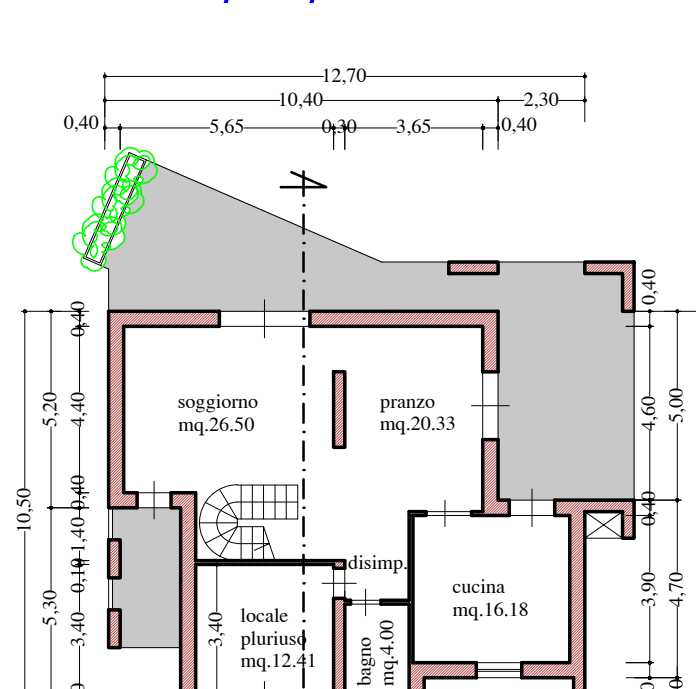 12,70
10,40
2,30
0,40
5,65
0,30
3,65
0,40
0,40
0,40
soggiorno
mq.26.50
pranzo
mq.20.33
5,20
4,40
4,60
5,00
0,40
0,40
10,50
1,40
0,10
disimp.
cucina
mq.16.18
locale
pluriuso
mq.12.41
3,40
bagno
mq.4.00
5,30
3,40
3,90
4,70